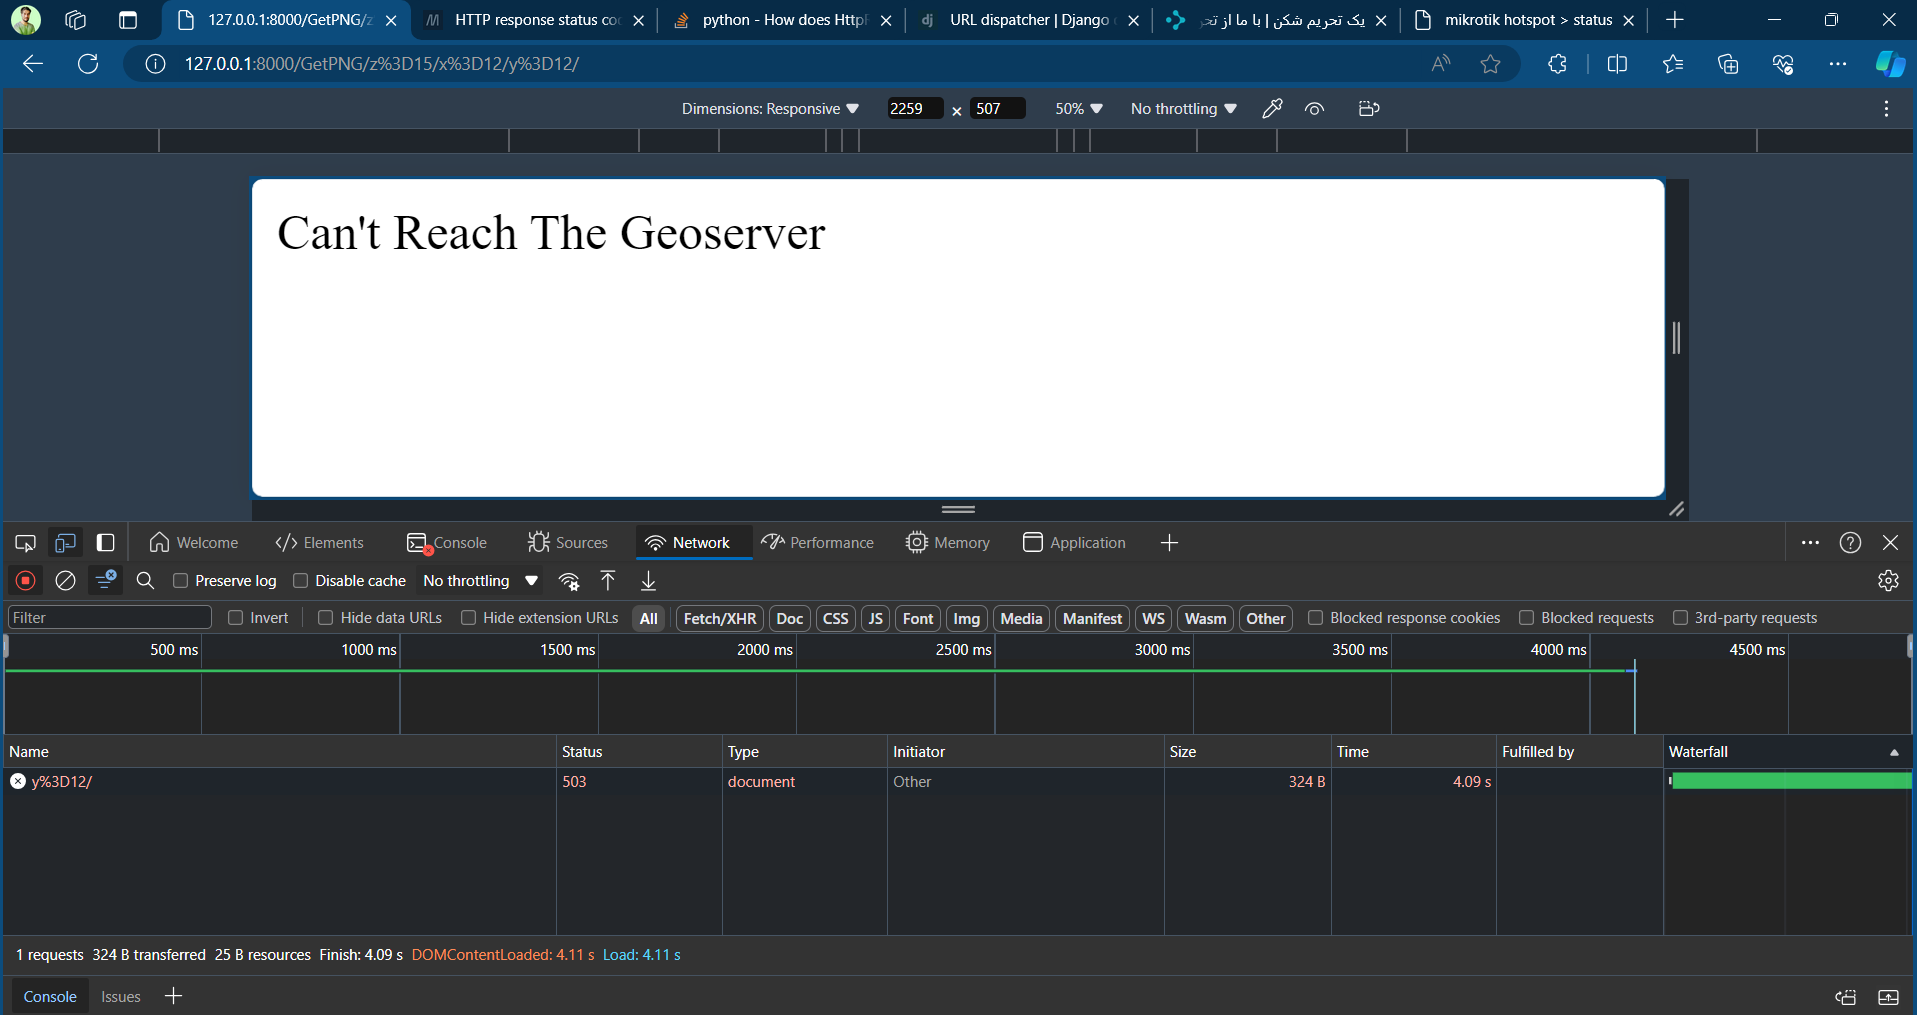 127.0.0.1:8000/GetPNG/z
HTTP response status co
python - How does HttpR
URL dispatcher | Django
یک تحریم شکن | با ما از تحر
mikrotik hotspot > status
127.0.0.1:8000/GetPNG/z%3D15/x%3D12/y%3D12/
Dimensions: Responsive 2259 × 507 50% No throttling
Can't Reach The Geoserver
Welcome Elements Console Sources Network Performance Memory Application
Preserve log Disable cache No throttling
Filter Invert Hide data URLs Hide extension URLs All Fetch/XHR Doc CSS JS Font Img Media Manifest WS Wasm Other Blocked response cookies Blocked requests 3rd-party requests
500 ms 1000 ms 1500 ms 2000 ms 2500 ms 3000 ms 3500 ms 4000 ms 4500 ms
Name Status Type Initiator Size Time Fulfilled by Waterfall
y%3D12/ 503 document Other 324 B 4.09 s
1 requests 324 B transferred 25 B resources Finish: 4.09 s DOMContentLoaded: 4.11 s Load: 4.11 s
Console Issues